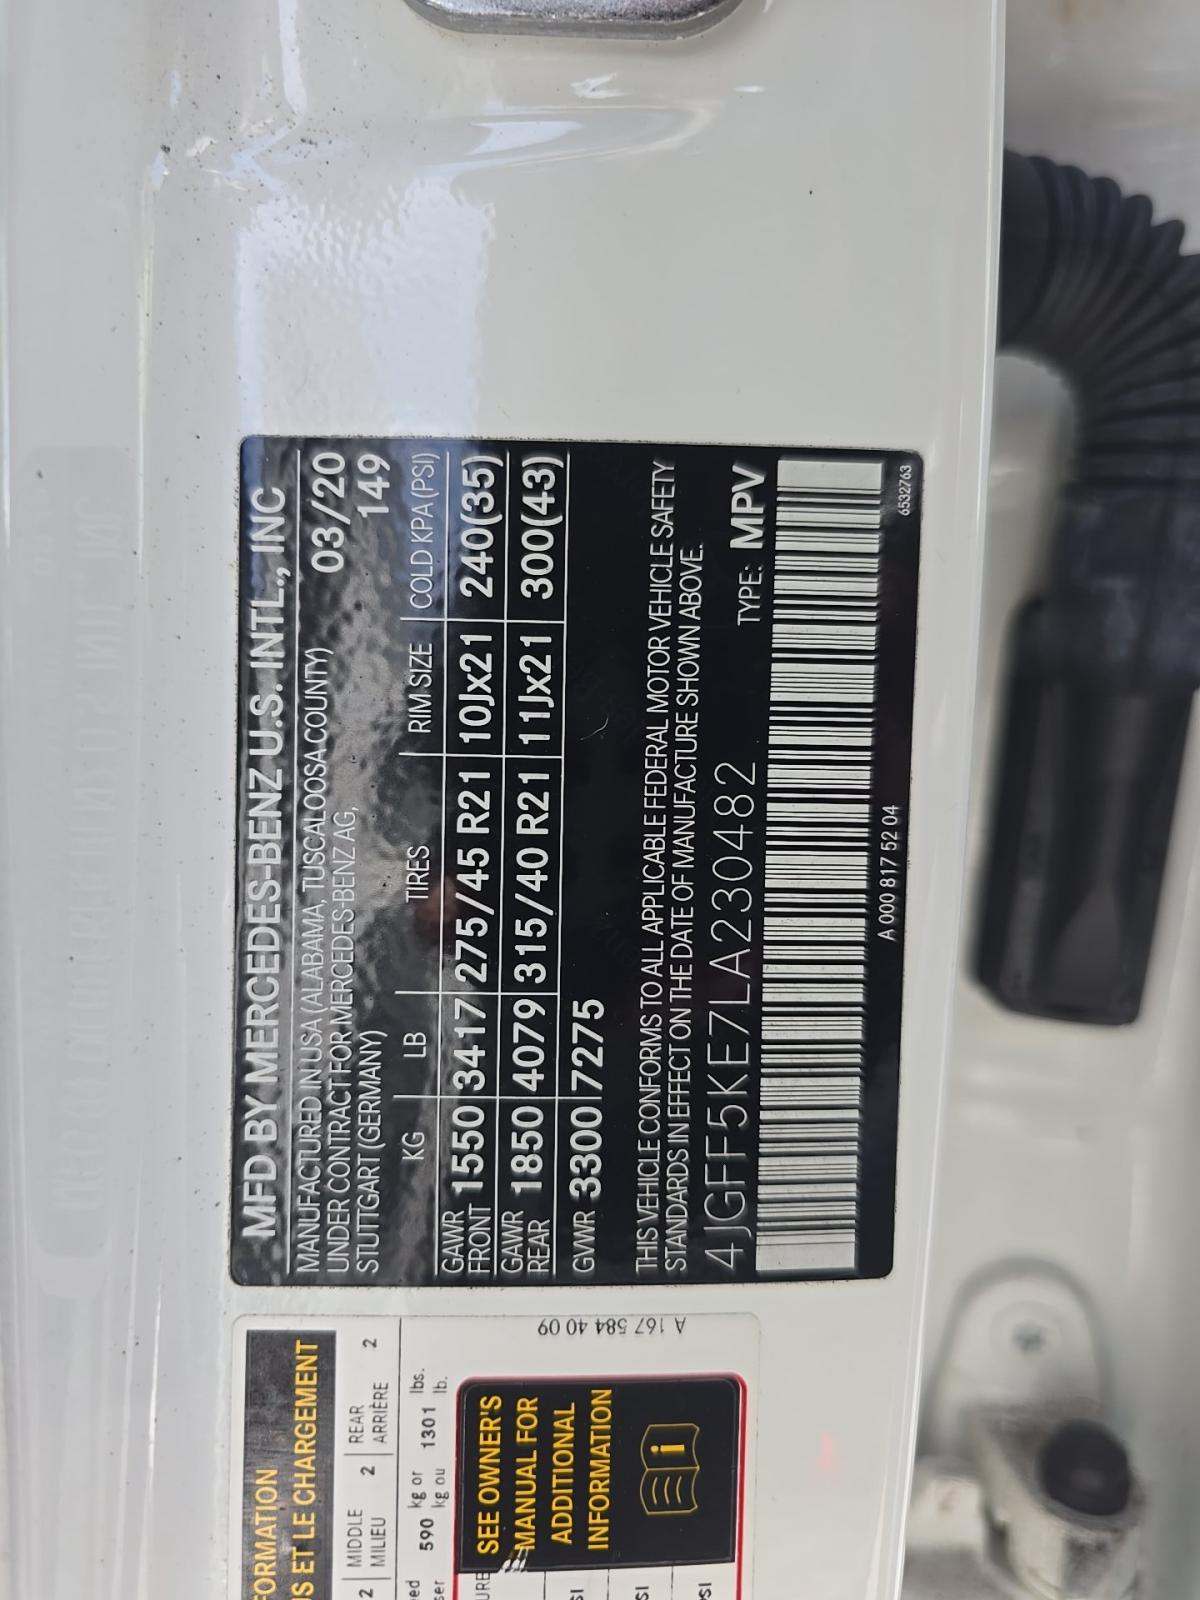 MFD BY MERCEDES-BENZ U.S. INTL., INC
MANUFACTURED IN USA (ALABAMA, TUSCALOOSA COUNTY) 03/20
UNDER CONTRACT FOR MERCEDES-BENZ AG, 149
STUTTGART (GERMANY)
KG LB TIRES RIM SIZE COLD KPA (PSI)
GAWR FRONT 1550 3417 275/45 R21 10Jx21 240(35)
GAWR REAR 1850 4079 315/40 R21 11Jx21 300(43)
GVWR 3300 7275
THIS VEHICLE CONFORMS TO ALL APPLICABLE FEDERAL MOTOR VEHICLE SAFETY
STANDARDS IN EFFECT ON THE DATE OF MANUFACTURE SHOWN ABOVE.
4JGFF5KE7LA230482 TYPE: MPV
A 000 817 52 04 6532763
ORMATION
S ET LE CHARGEMENT
2 MIDDLE 2 REAR 2
MILIEU ARRIÈRE
590 kg or 1301 lbs.
kg ou lb.
SEE OWNER'S
MANUAL FOR
ADDITIONAL
INFORMATION
A 167 584 40 09